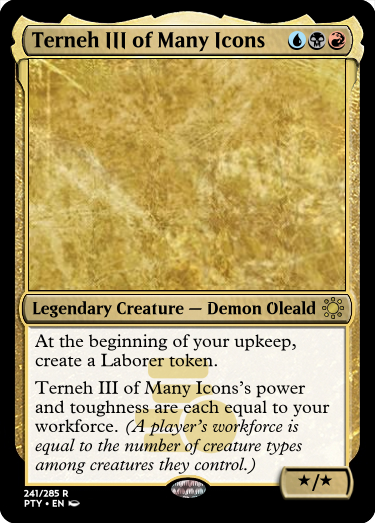 Terneh III of Many Icons
Legendary Creature — Demon Oleald
At the beginning of your upkeep,
create a Laborer token.
Terneh III of Many Icons's power
and toughness are each equal to your
workforce. (A player's workforce is
equal to the number of creature types
among creatures they control.)
★/★
241/285 R
PTY • EN